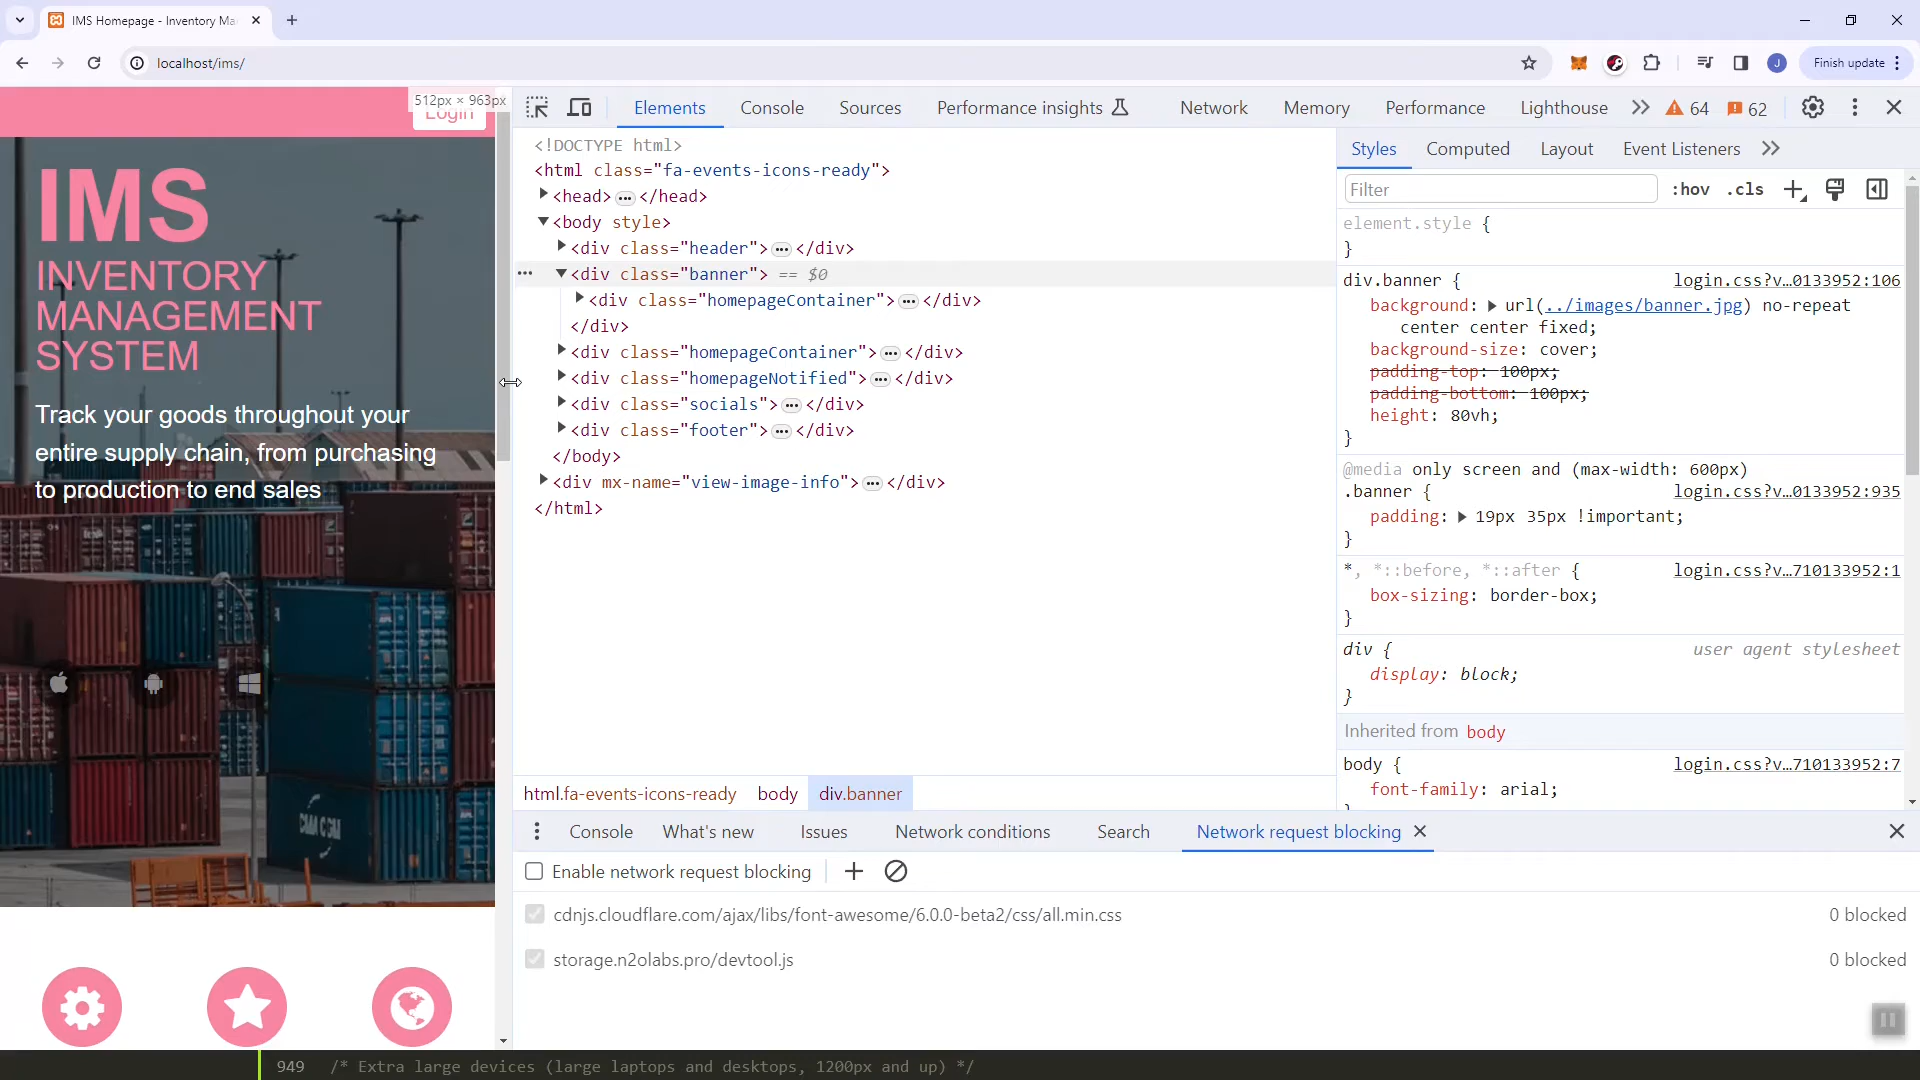 IMS Homepage - Inventory Ma
localhost/ims/
Finish update
512px × 963px
Login
IMS
INVENTORY
MANAGEMENT
SYSTEM
Track your goods throughout your
entire supply chain, from purchasing
to production to end sales
CMA CGM
Elements
Console
Sources
Performance insights
Network
Memory
Performance
Lighthouse
64
62
<!DOCTYPE html>
<html class="fa-events-icons-ready">
<head> … </head>
<body style>
<div class="header"> … </div>
<div class="banner"> == $0
<div class="homepageContainer"> … </div>
</div>
<div class="homepageContainer"> … </div>
<div class="homepageNotified"> … </div>
<div class="socials"> … </div>
<div class="footer"> … </div>
</body>
<div mx-name="view-image-info"> … </div>
</html>
html.fa-events-icons-ready body div.banner
Styles Computed Layout Event Listeners
Filter :hov .cls
element.style {
}
div.banner { login.css?v…0133952:106
background: url(../images/banner.jpg) no-repeat
center center fixed;
background-size: cover;
padding-top: 100px;
padding-bottom: 100px;
height: 80vh;
}
@media only screen and (max-width: 600px)
.banner { login.css?v…0133952:935
padding: 19px 35px !important;
}
*, *::before, *::after { login.css?v…710133952:1
box-sizing: border-box;
}
div { user agent stylesheet
display: block;
}
Inherited from body
body { login.css?v…710133952:7
font-family: arial;
Console What's new Issues Network conditions Search Network request blocking
Enable network request blocking
cdnjs.cloudflare.com/ajax/libs/font-awesome/6.0.0-beta2/css/all.min.css 0 blocked
storage.n2olabs.pro/devtool.js 0 blocked
949 /* Extra large devices (large laptops and desktops, 1200px and up) */